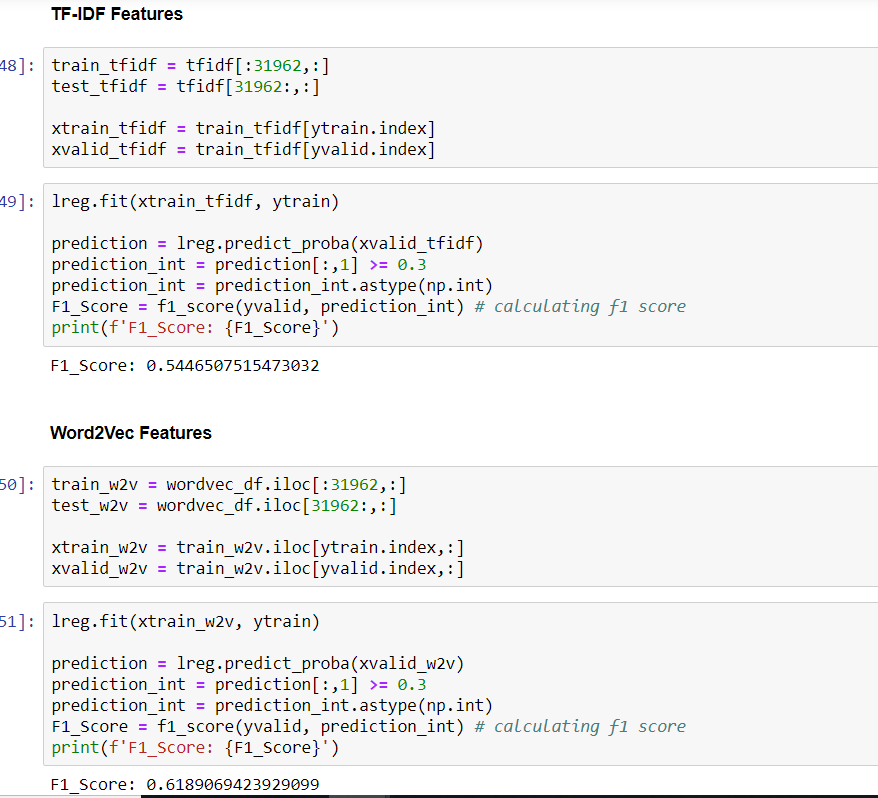 TF-IDF Features
48]: train_tfidf = tfidf[:31962,:]
test_tfidf = tfidf[31962:,:]
xtrain_tfidf = train_tfidf[ytrain.index]
xvalid_tfidf = train_tfidf[yvalid.index]
49]: lreg.fit(xtrain_tfidf, ytrain)
prediction = lreg.predict_proba(xvalid_tfidf)
prediction_int = prediction[:,1] >= 0.3
prediction_int = prediction_int.astype(np.int)
F1_Score = f1_score(yvalid, prediction_int) # calculating f1 score
print(f'F1_Score: {F1_Score}')
F1_Score: 0.5446507515473032
Word2Vec Features
50]: train_w2v = wordvec_df.iloc[:31962,:]
test_w2v = wordvec_df.iloc[31962:,:]
xtrain_w2v = train_w2v.iloc[ytrain.index,:]
xvalid_w2v = train_w2v.iloc[yvalid.index,:]
51]: lreg.fit(xtrain_w2v, ytrain)
prediction = lreg.predict_proba(xvalid_w2v)
prediction_int = prediction[:,1] >= 0.3
prediction_int = prediction_int.astype(np.int)
F1_Score = f1_score(yvalid, prediction_int) # calculating f1 score
print(f'F1_Score: {F1_Score}')
F1_Score: 0.6189069423929099